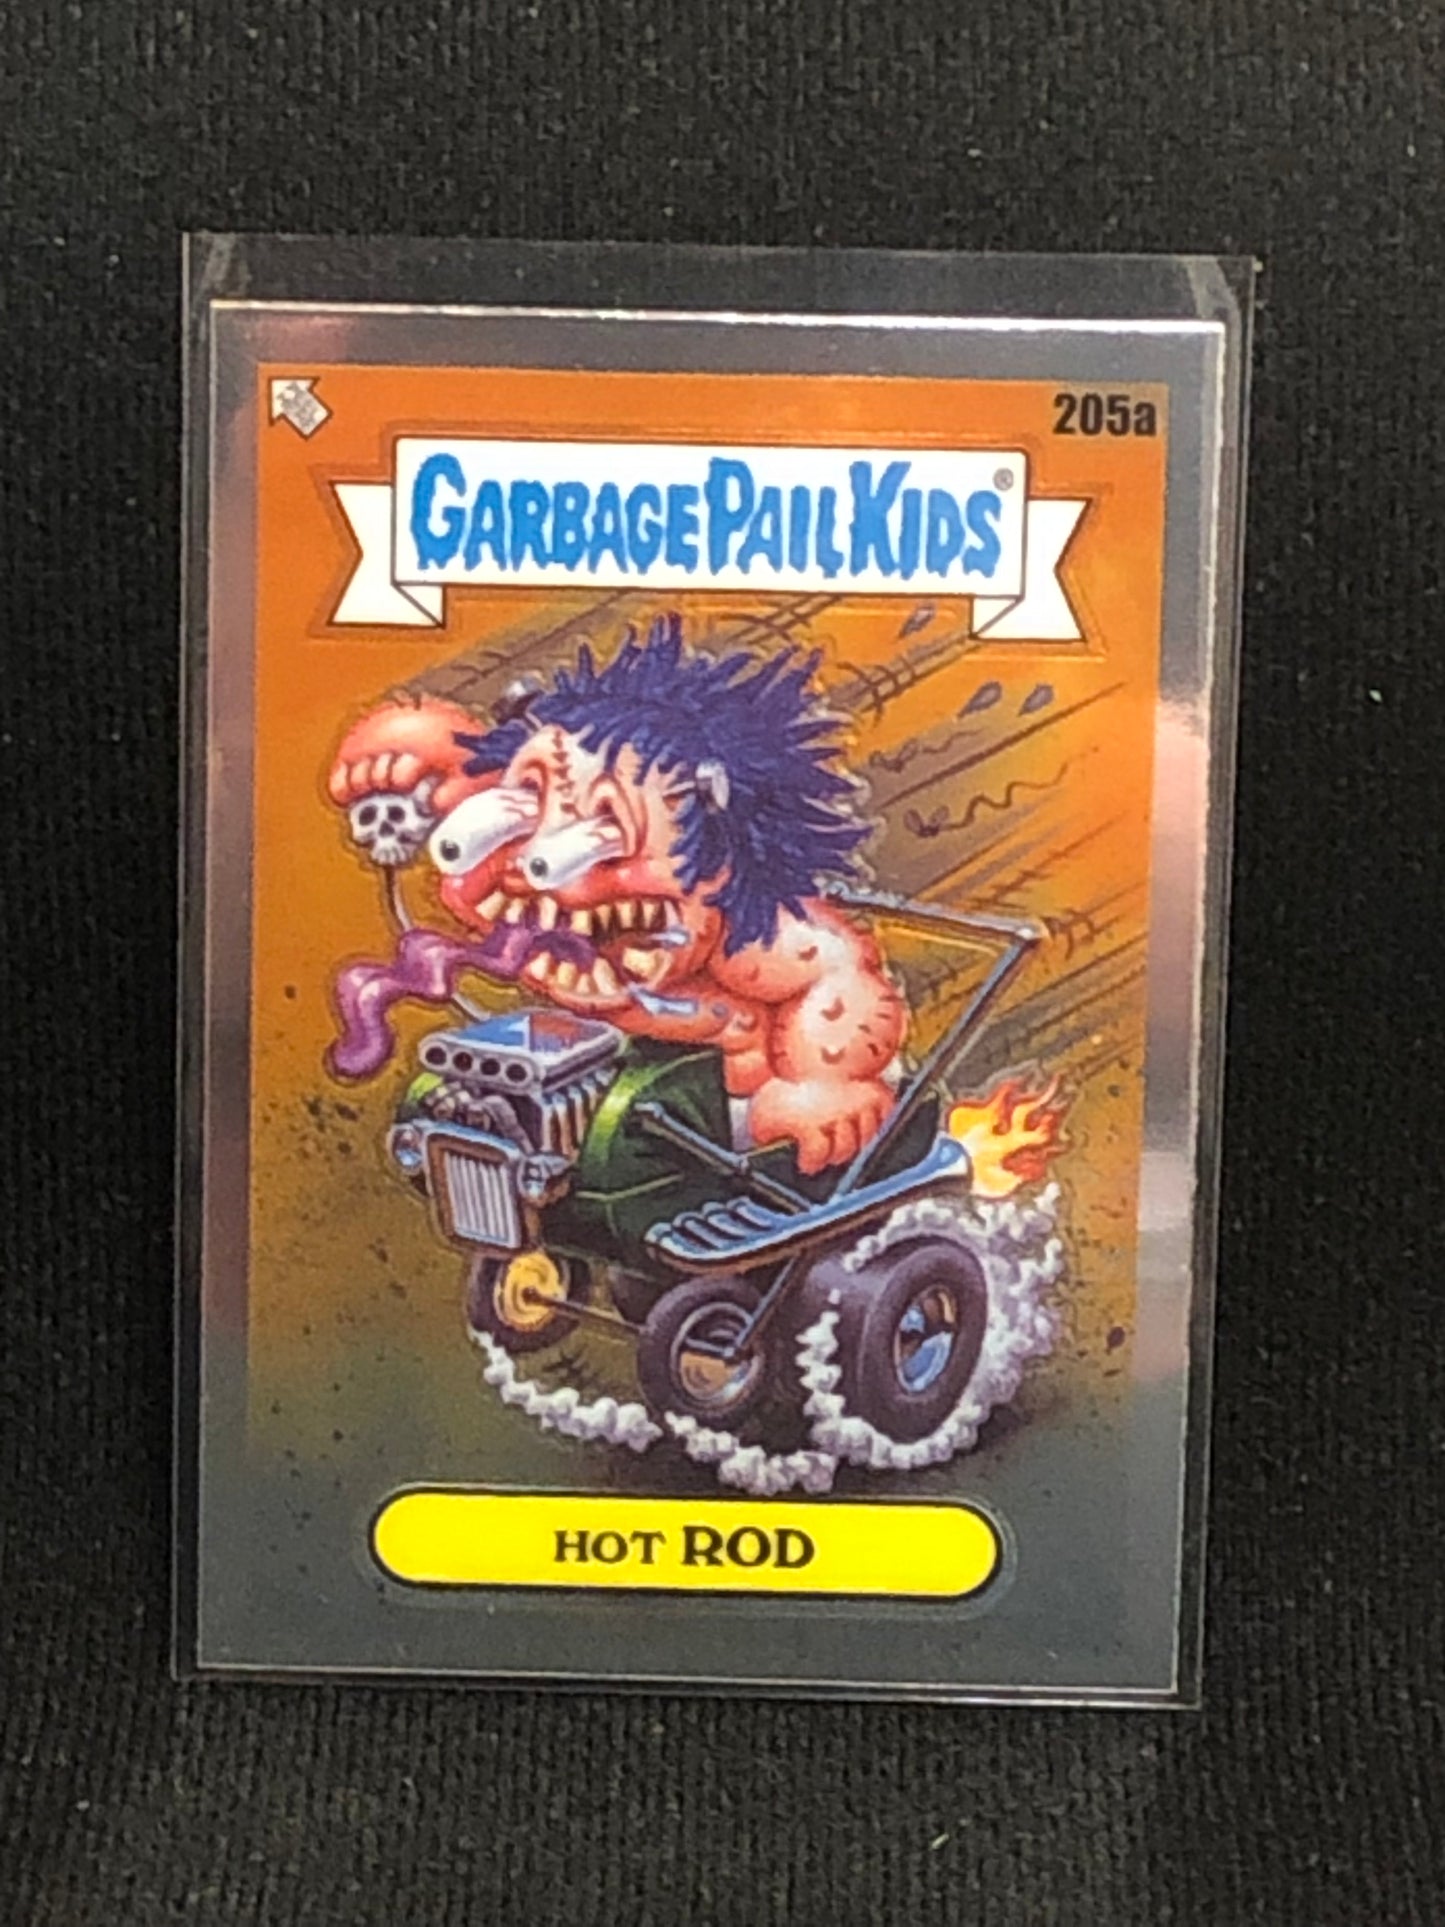 205a
GARBAGE PAIL KIDS®
HOT ROD